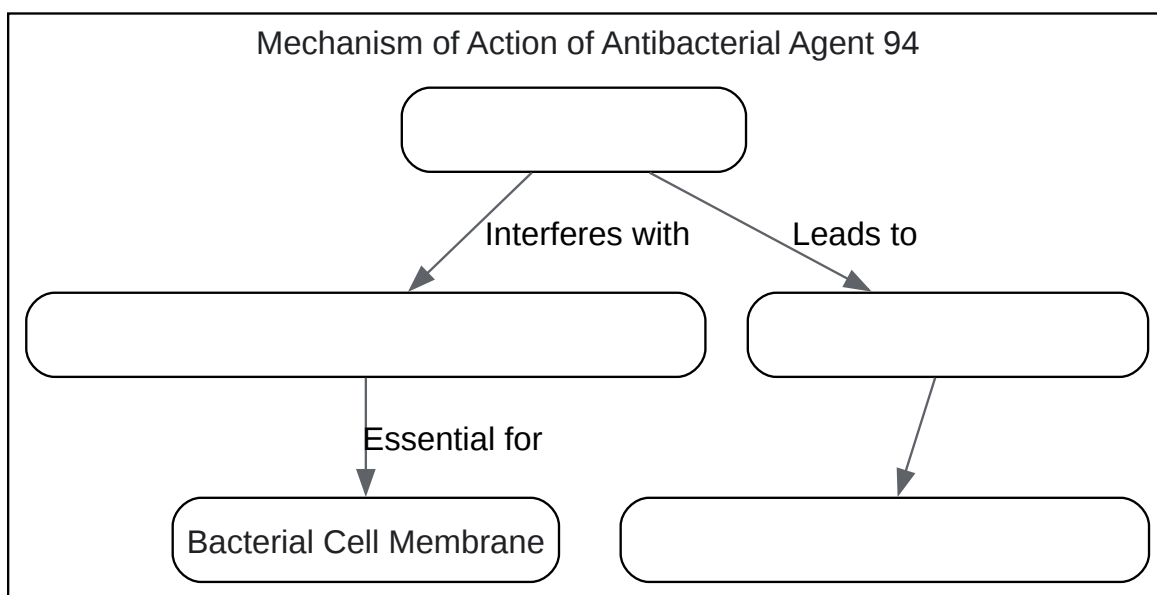 Mechanism of Action of Antibacterial Agent 94
Interferes with
Leads to
Essential for
Bacterial Cell Membrane